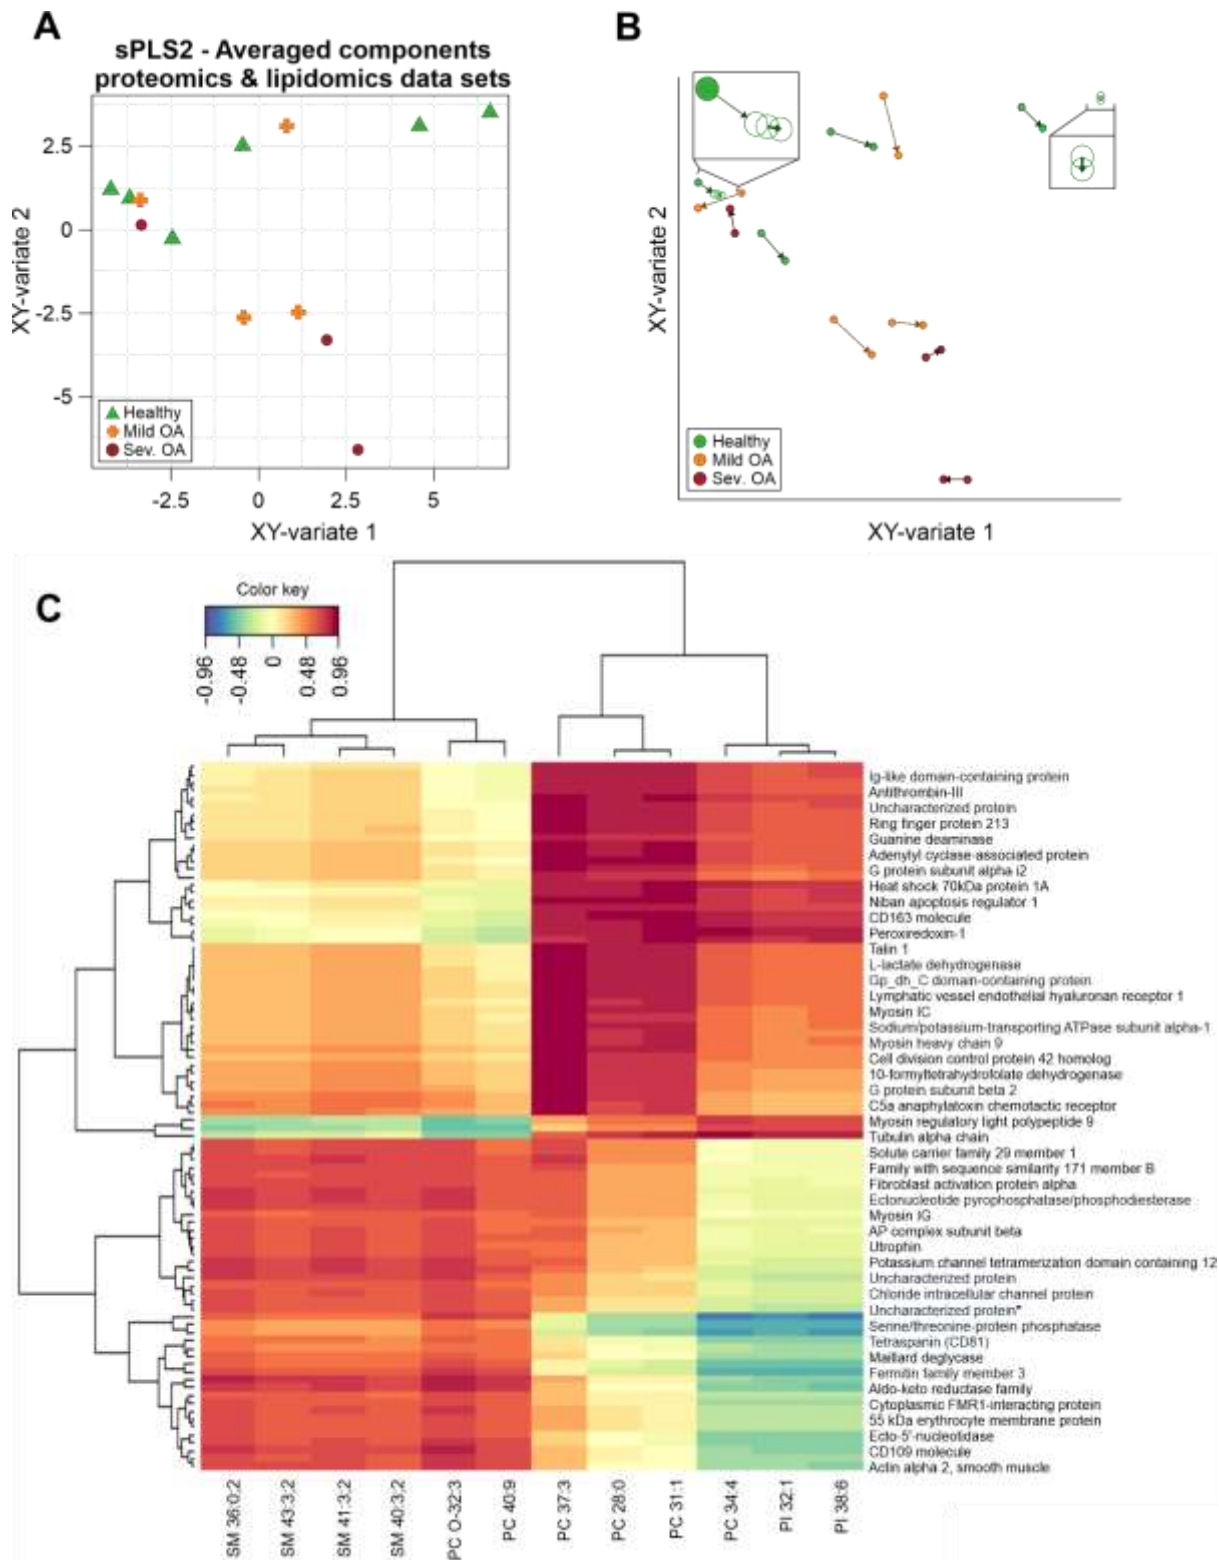 A
sPLS2 - Averaged components
proteomics & lipidomics data sets
XY-variate 2
2.5
0
-2.5
-5
Healthy
Mild OA
Sev. OA
-2.5 0 2.5 5
XY-variate 1
B
XY-variate 2
Healthy
Mild OA
Sev. OA
XY-variate 1
C
Color key
-0.96 -0.48 0 0.48 0.96
Ig-like domain-containing protein
Antithrombin-III
Uncharacterized protein
Ring finger protein 213
Guanine deaminase
Adenylyl cyclase-associated protein
G protein subunit alpha i2
Heat shock 70kDa protein 1A
Niban apoptosis regulator 1
CD163 molecule
Peroxiredoxin-1
Talin 1
L-lactate dehydrogenase
Gp_dh_C domain-containing protein
Lymphatic vessel endothelial hyaluronan receptor 1
Myosin IC
Sodium/potassium-transporting ATPase subunit alpha-1
Myosin heavy chain 9
Cell division control protein 42 homolog
10-formyltetrahydrofolate dehydrogenase
G protein subunit beta 2
C5a anaphylatoxin chemotactic receptor
Myosin regulatory light polypeptide 9
Tubulin alpha chain
Solute carrier family 29 member 1
Family with sequence similarity 171 member B
Fibroblast activation protein alpha
Ectonucleotide pyrophosphatase/phosphodiesterase
Myosin IG
AP complex subunit beta
Utrophin
Potassium channel tetramerization domain containing 12
Uncharacterized protein
Chloride intracellular channel protein
Uncharacterized protein*
Serine/threonine-protein phosphatase
Tetraspanin (CD81)
Maillard deglycase
Fermitin family member 3
Aldo-keto reductase family
Cytoplasmic FMR1-interacting protein
55 kDa erythrocyte membrane protein
Ecto-5'-nucleotidase
CD109 molecule
Actin alpha 2, smooth muscle
SM 36:0,2
SM 43:3,2
SM 41:3,2
SM 40:3,2
PC O-32:3
PC 40:9
PC 37:3
PC 28:0
PC 31:1
PC 34:4
PI 32:1
PI 38:6